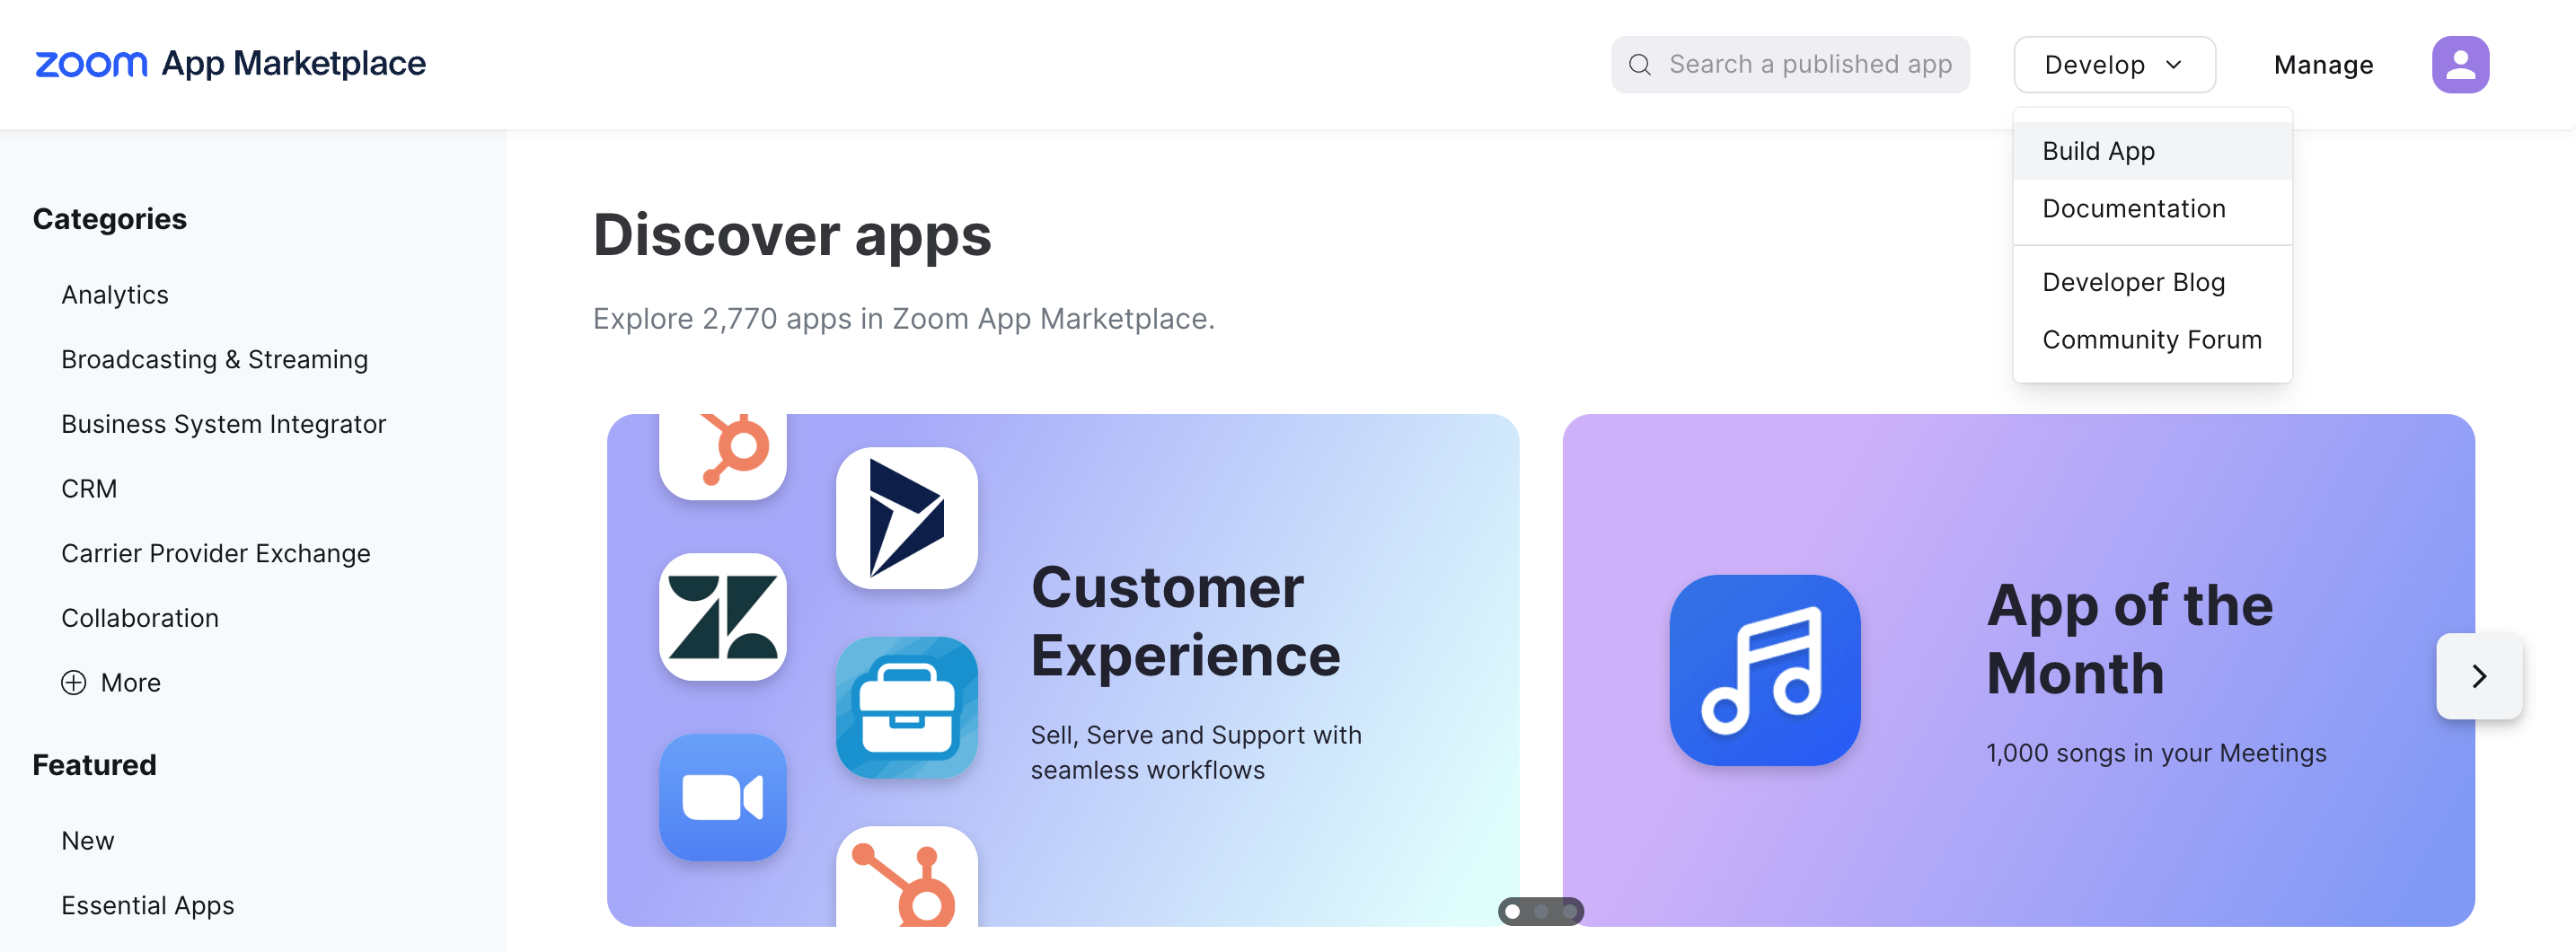 zoom App Marketplace
Search a published app
Develop
Manage
Build App
Documentation
Developer Blog
Community Forum
Categories
Analytics
Broadcasting & Streaming
Business System Integrator
CRM
Carrier Provider Exchange
Collaboration
More
Featured
New
Essential Apps
Discover apps
Explore 2,770 apps in Zoom App Marketplace.
Customer
Experience
Sell, Serve and Support with
seamless workflows
App of the
Month
1,000 songs in your Meetings